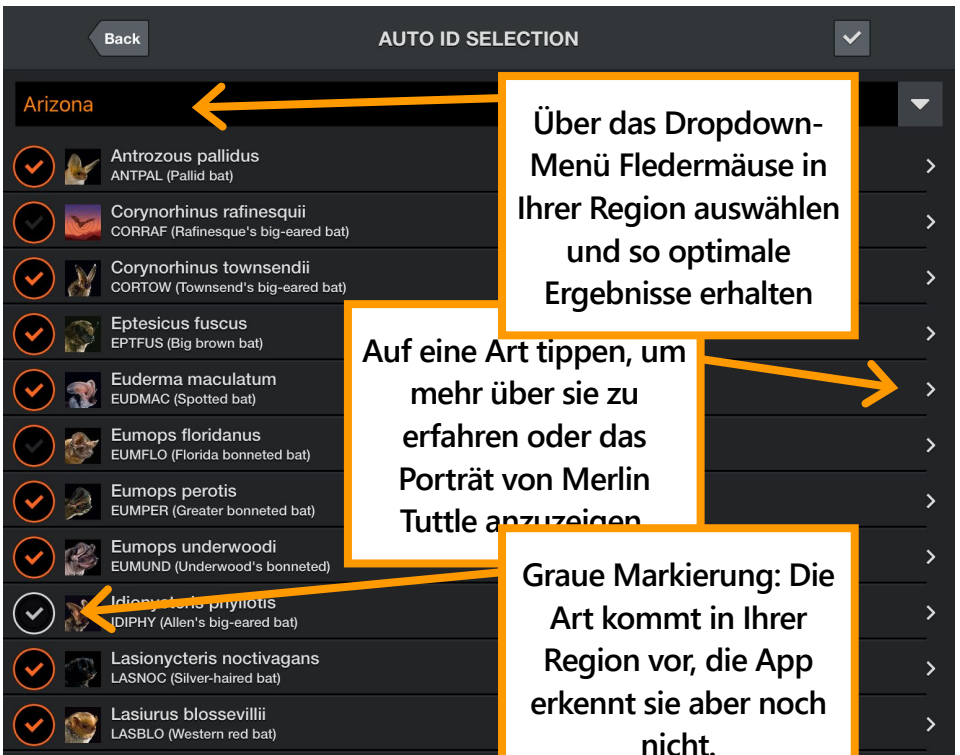 Back
AUTO ID SELECTION
Arizona
Über das Dropdown-
Menü Fledermäuse in
Ihrer Region auswählen
und so optimale
Ergebnisse erhalten
Antrozous pallidus
ANTPAL (Pallid bat)
Corynorhinus rafinesquii
CORRAF (Rafinesque's big-eared bat)
Corynorhinus townsendii
CORTOW (Townsend's big-eared bat)
Eptesicus fuscus
EPTFUS (Big brown bat)
Auf eine Art tippen, um
mehr über sie zu
erfahren oder das
Porträt von Merlin
Tuttle anzuzeigen
Euderma maculatum
EUDMAC (Spotted bat)
Eumops floridanus
EUMFLO (Florida bonneted bat)
Eumops perotis
EUMPER (Greater bonneted bat)
Eumops underwoodi
EUMUND (Underwood's bonneted)
Graue Markierung: Die
Art kommt in Ihrer
Region vor, die App
erkennt sie aber noch
nicht.
Idionycteris phyllotis
IDIPHY (Allen's big-eared bat)
Lasionycteris noctivagans
LASNOC (Silver-haired bat)
Lasiurus blossevillii
LASBLO (Western red bat)